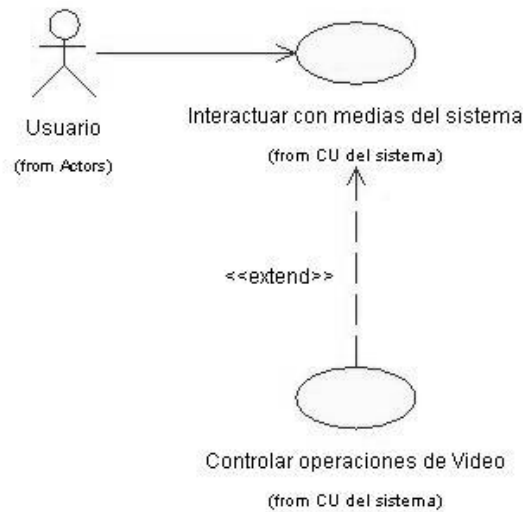 Usuario
(from Actors)
Interactuar con medias del sistema
(from CU del sistema)
<<extend>>
Controlar operaciones de Video
(from CU del sistema)